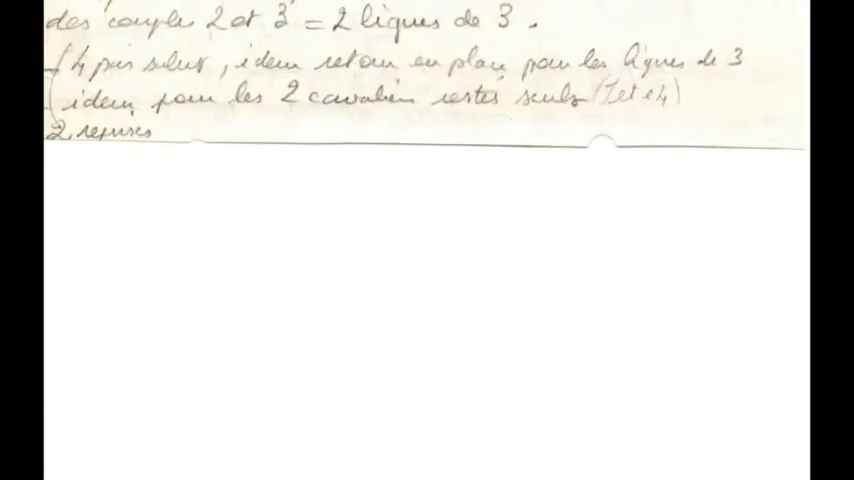 des couples 2 et 3 = 2 lignes de 3.
4 pas salut, idem retour en place pour les lignes de 3
idem pour les 2 cavaliers restés seuls (1 et 4)
2 reprises